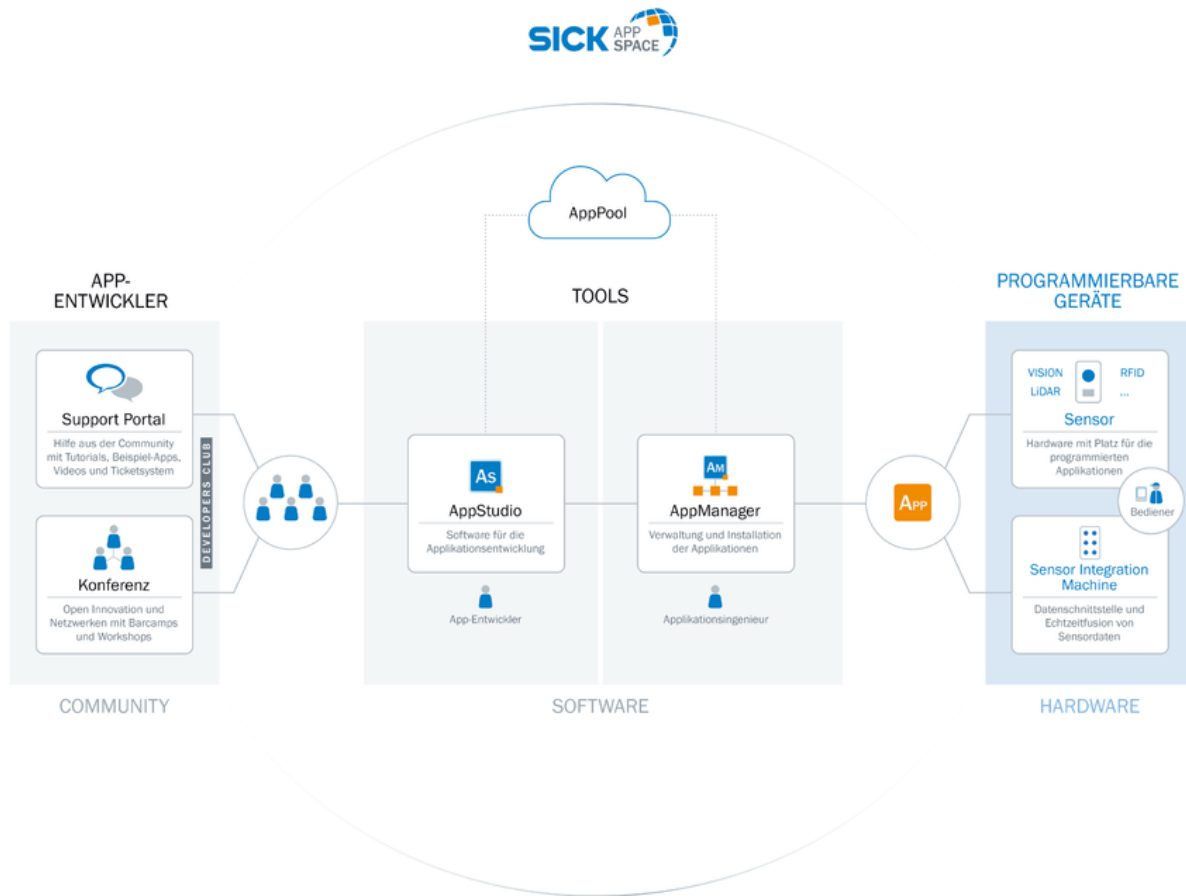 SICK APP
SPACE
AppPool
APP-
ENTWICKLER
TOOLS
PROGRAMMIERBARE
GERÄTE
Support Portal
Hilfe aus der Community
mit Tutorials, Beispiel-Apps,
Videos und Ticketsystem
Konferenz
Open Innovation und
Netzwerken mit Barcamps
und Workshops
DEVELOPERS CLUB
As
AppStudio
Software für die
Applikationsentwicklung
App-Entwickler
AM
AppManager
Verwaltung und Installation
der Applikationen
Applikationsingenieur
APP
VISION
RFID
LiDAR
...
Sensor
Hardware mit Platz für die
programmierten
Applikationen
Bediener
Sensor Integration
Machine
Datenschnittstelle und
Echtzeitfusion von
Sensordaten
COMMUNITY
SOFTWARE
HARDWARE